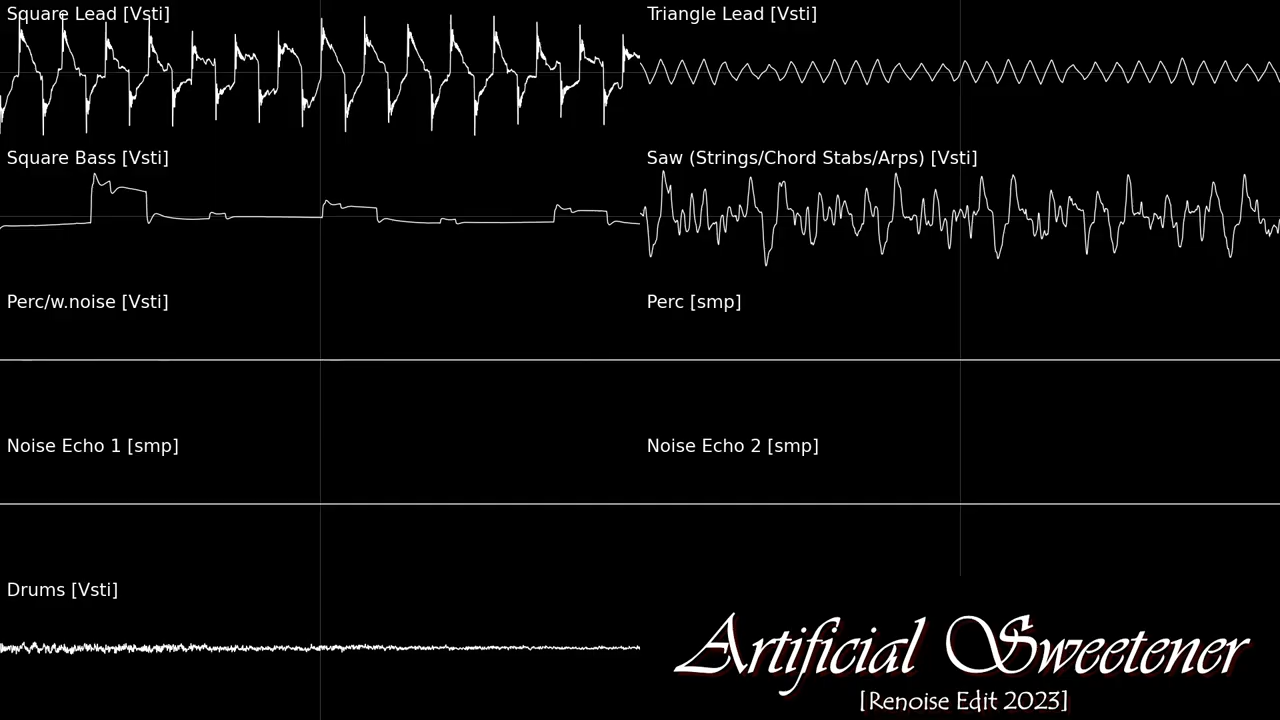 Square Lead [Vsti]
Triangle Lead [Vsti]
Square Bass [Vsti]
Saw (Strings/Chord Stabs/Arps) [Vsti]
Perc/w.noise [Vsti]
Perc [smp]
Noise Echo 1 [smp]
Noise Echo 2 [smp]
Drums [Vsti]
Artificial Sweetener
[Renoise Edit 2023]